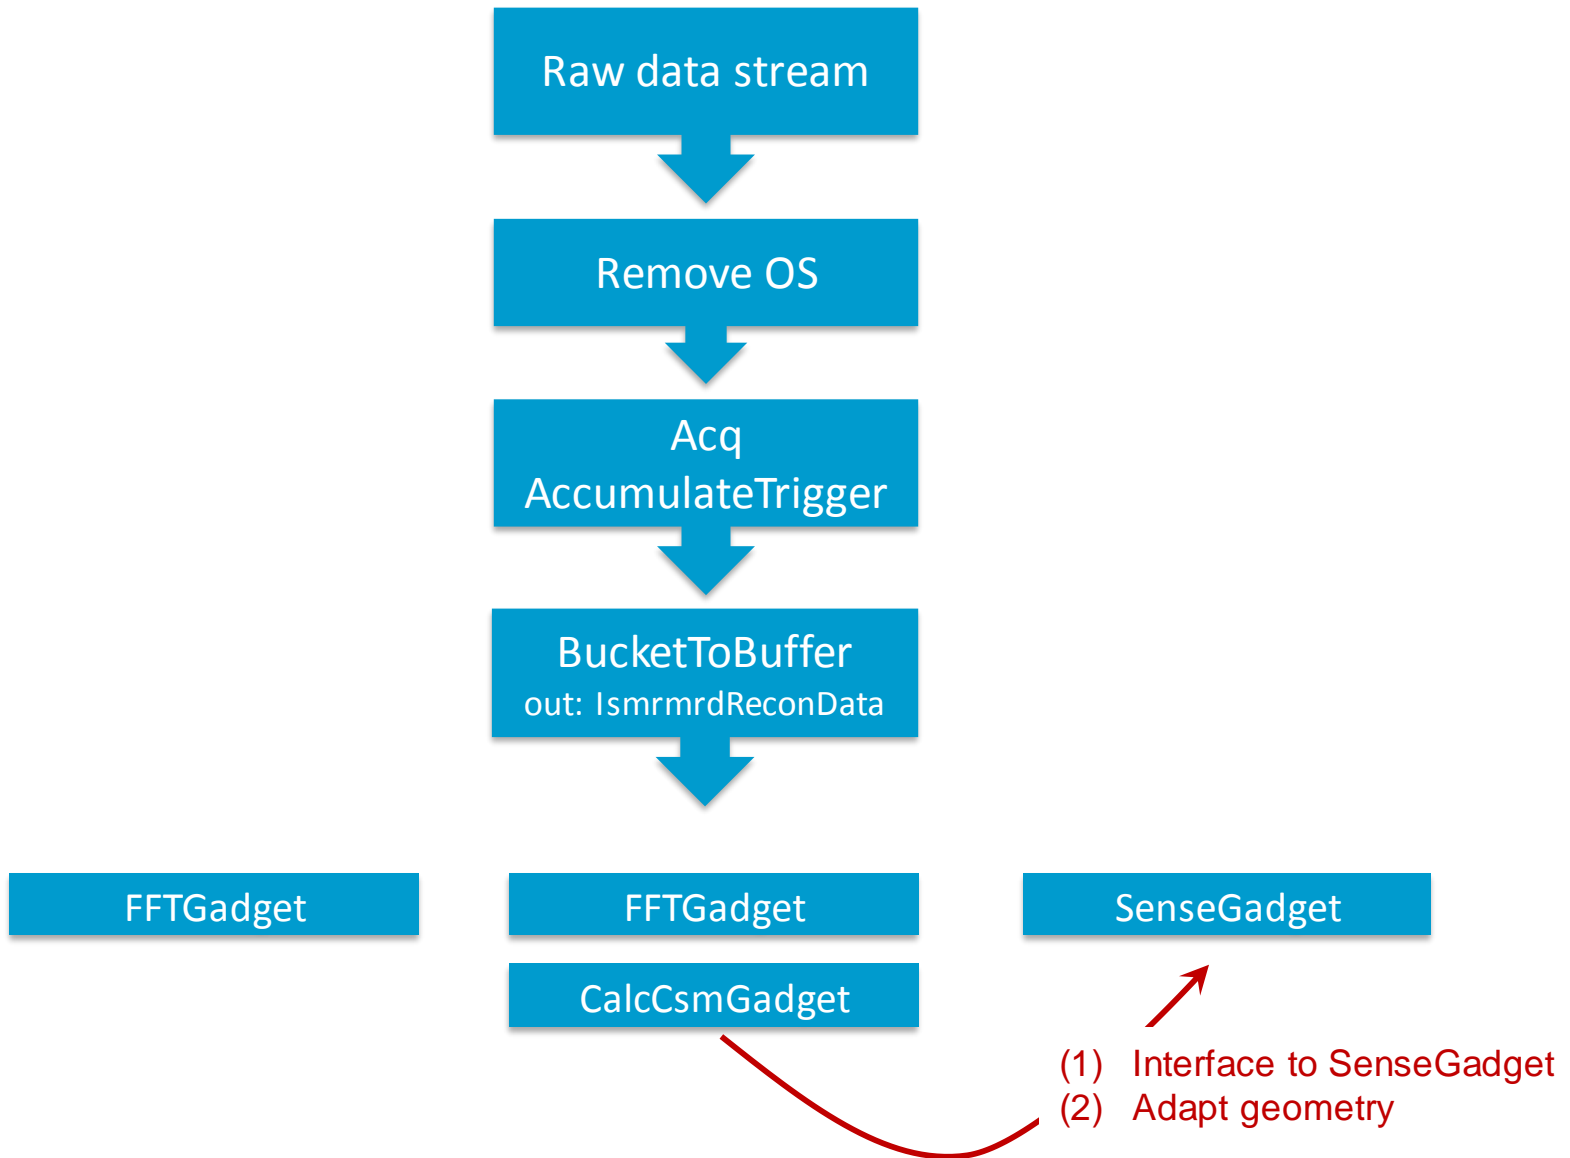 Raw data stream
Remove OS
Acq
AccumulateTrigger
BucketToBuffer
out: IsmrmrdReconData
FFTGadget
FFTGadget
SenseGadget
CalcCsmGadget
(1) Interface to SenseGadget
(2) Adapt geometry